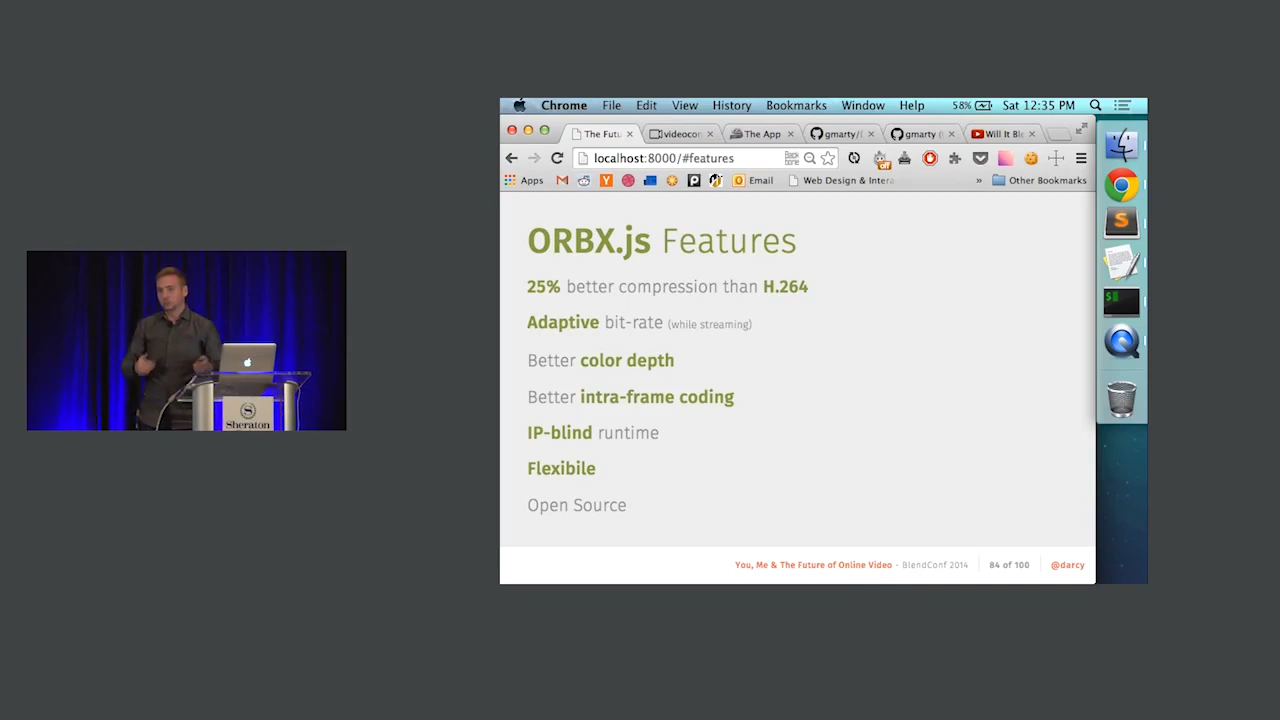 Chrome File Edit View History Bookmarks Window Help 58% Sat 12:35 PM
The Futu videocon The App gmarty/( gmarty ( Will It Ble
localhost:8000/#features
Apps Email Web Design & Intera » Other Bookmarks
ORBX.js Features
25% better compression than H.264
Adaptive bit-rate (while streaming)
Better color depth
Better intra-frame coding
IP-blind runtime
Flexibile
Open Source
Sheraton
You, Me & The Future of Online Video - BlendConf 2014 84 of 100 @darcy